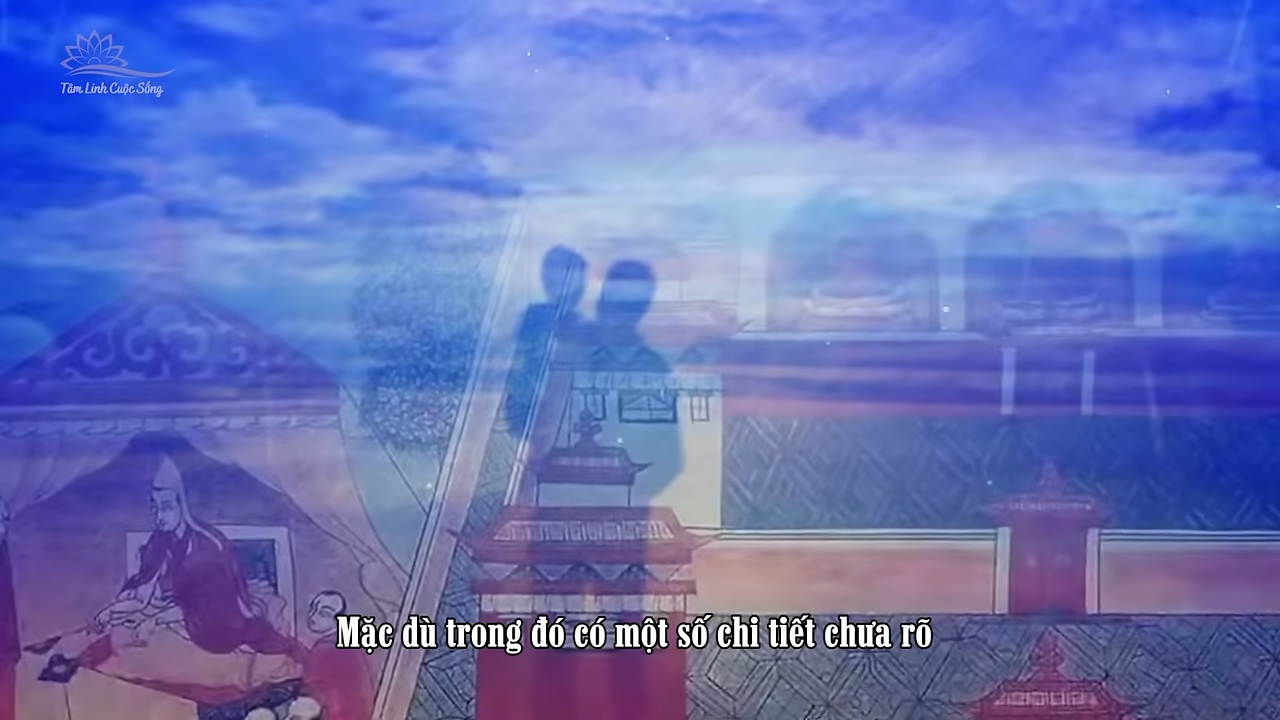 Tâm Linh Cuộc Sống
Mặc dù trong đó có một số chi tiết chưa rõ